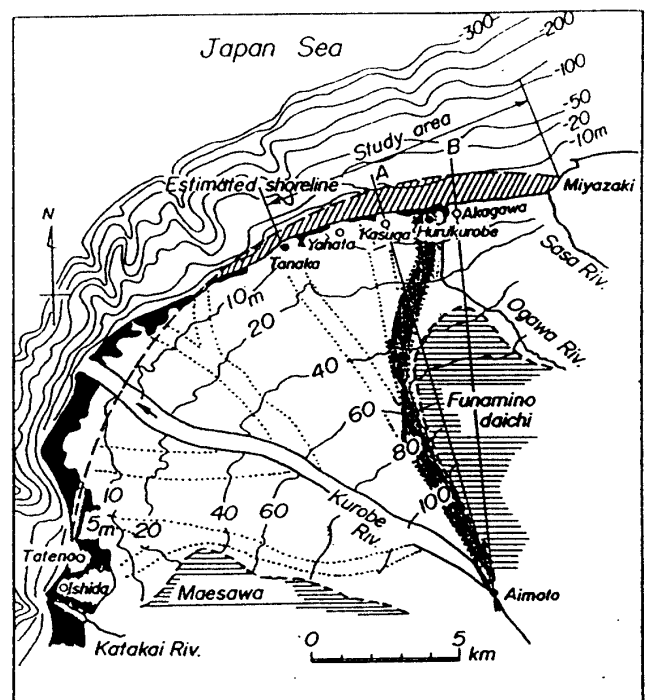 Japan Sea
-300
-200
-100
-50
-20
-10m
Study area
A
B
Estimated shoreline
Miyazaki
N
Akagawa
Yahata
Kasuga
Hurukurobe
Tanaka
Sasa Riv.
10m
20
Ogawa Riv.
40
Funamino
daichi
60
80
100
10
5m
20
40
60
Kurobe
Riv.
Tateno
Ishida
Maesawa
Aimoto
Katakai Riv.
0
5
km